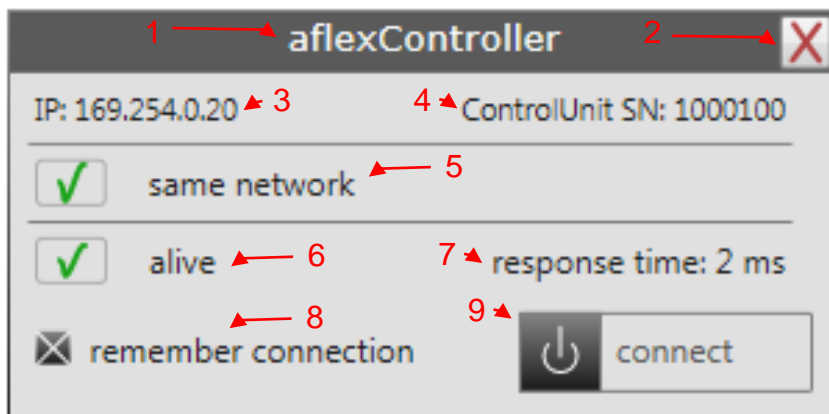 1 aflexController 2
IP: 169.254.0.20 3 4 ControlUnit SN: 1000100
same network 5
alive 6 7 response time: 2 ms
8 9
remember connection connect